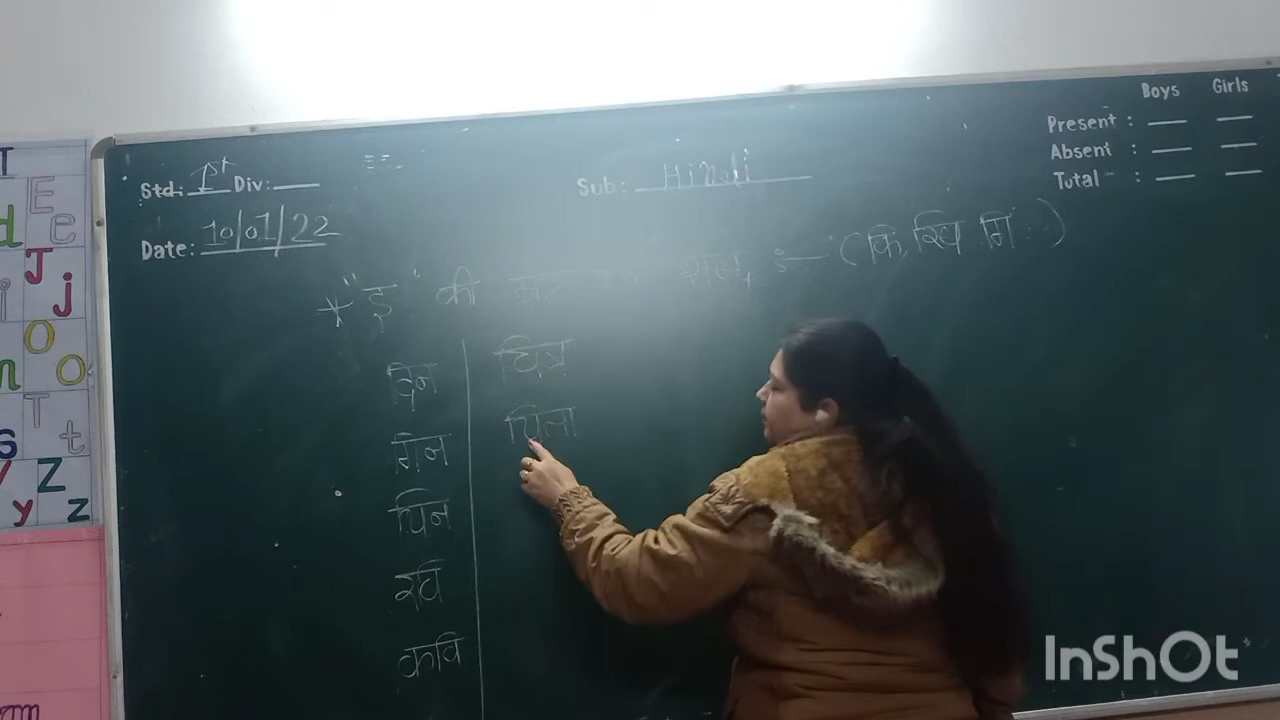 Boys Girls
Present : — —
Absent : — —
Total : — —
Std: 1st Div:
Sub: Hindi
Date: 10/01/22
* "इ" की :— (कि, खि गि . . )
दिन
गिन
पिन
रवि
कवि
चित्र
पिता
T
E e
d
J j
i
O o
n
T t
s
Z z
y
InShOt